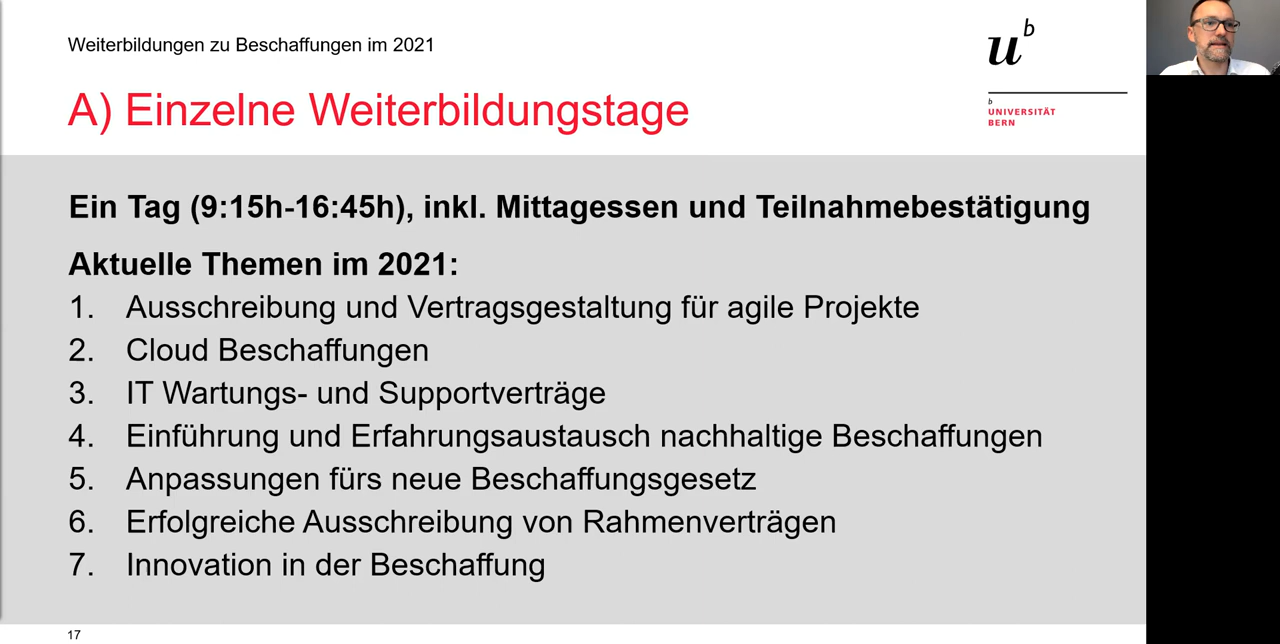 Weiterbildungen zu Beschaffungen im 2021
A) Einzelne Weiterbildungstage
u b
b
UNIVERSITÄT
BERN
Ein Tag (9:15h-16:45h), inkl. Mittagessen und Teilnahmebestätigung
Aktuelle Themen im 2021:
1. Ausschreibung und Vertragsgestaltung für agile Projekte
2. Cloud Beschaffungen
3. IT Wartungs- und Supportverträge
4. Einführung und Erfahrungsaustausch nachhaltige Beschaffungen
5. Anpassungen fürs neue Beschaffungsgesetz
6. Erfolgreiche Ausschreibung von Rahmenverträgen
7. Innovation in der Beschaffung
17